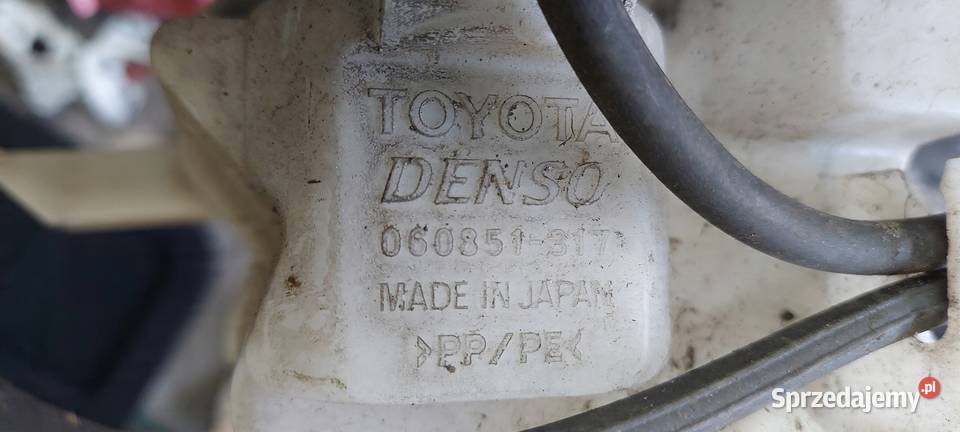 TOYOTA
DENSO
060851-317
MADE IN JAPAN
>PP/PE<
Sprzedajemy.pl